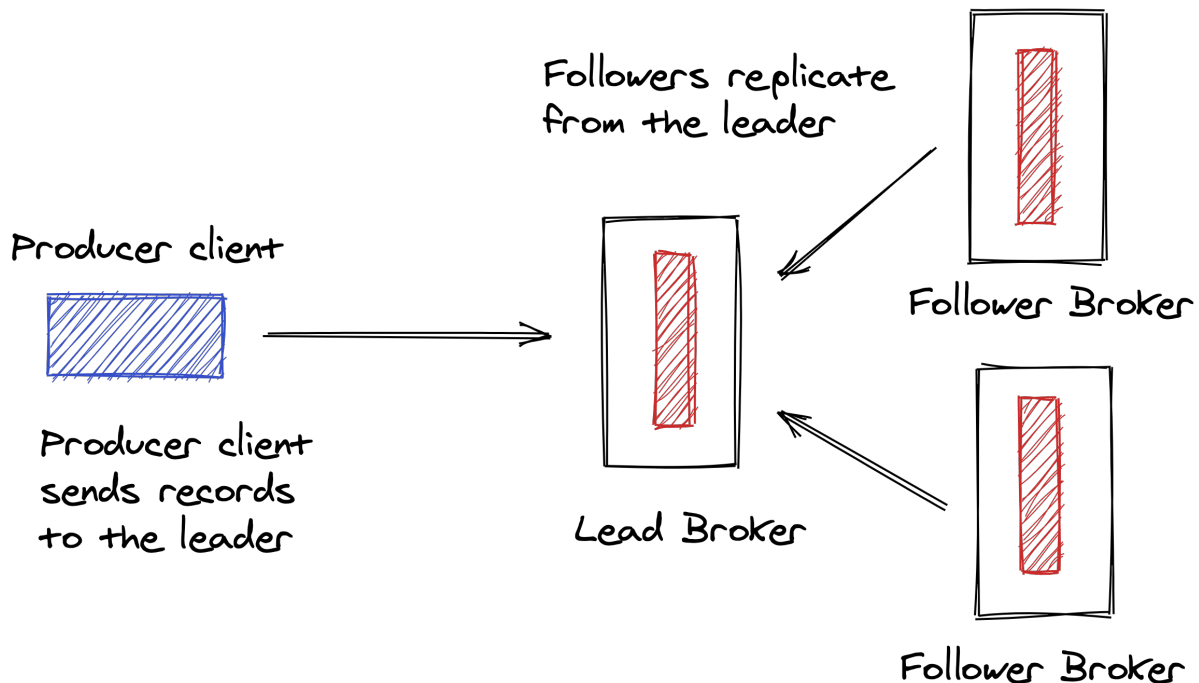 Followers replicate
from the leader
Producer client
Follower Broker
Producer client
sends records
to the leader
Lead Broker
Follower Broker